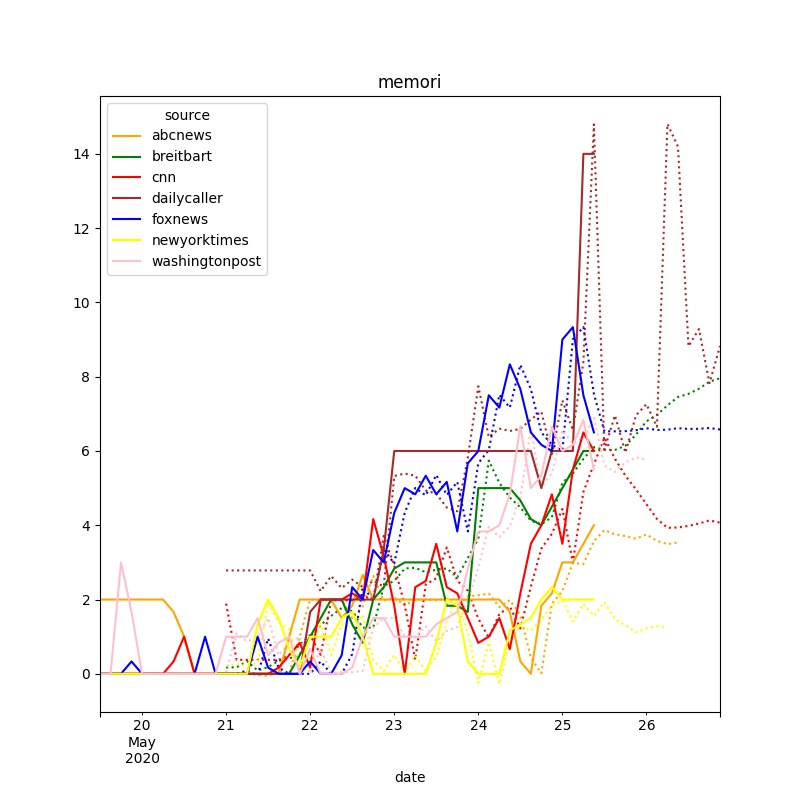 memori
source
abcnews
breitbart
cnn
dailycaller
foxnews
newyorktimes
washingtonpost
14
12
10
8
6
4
2
0
20 21 22 23 24 25 26
May
2020
date